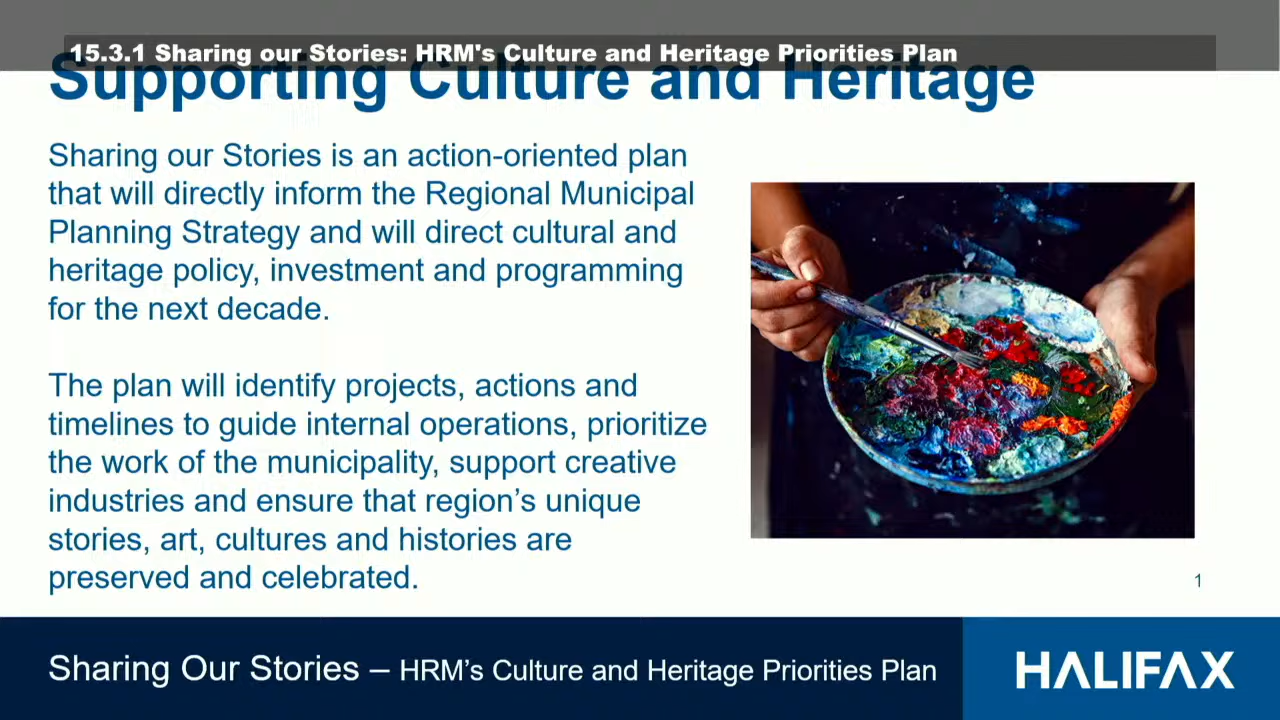 15.3.1 Sharing our Stories: HRM's Culture and Heritage Priorities Plan
Supporting Culture and Heritage
Sharing our Stories is an action-oriented plan
that will directly inform the Regional Municipal
Planning Strategy and will direct cultural and
heritage policy, investment and programming
for the next decade.
The plan will identify projects, actions and
timelines to guide internal operations, prioritize
the work of the municipality, support creative
industries and ensure that region’s unique
stories, art, cultures and histories are
preserved and celebrated.
1
Sharing Our Stories – HRM’s Culture and Heritage Priorities Plan
HALIFAX